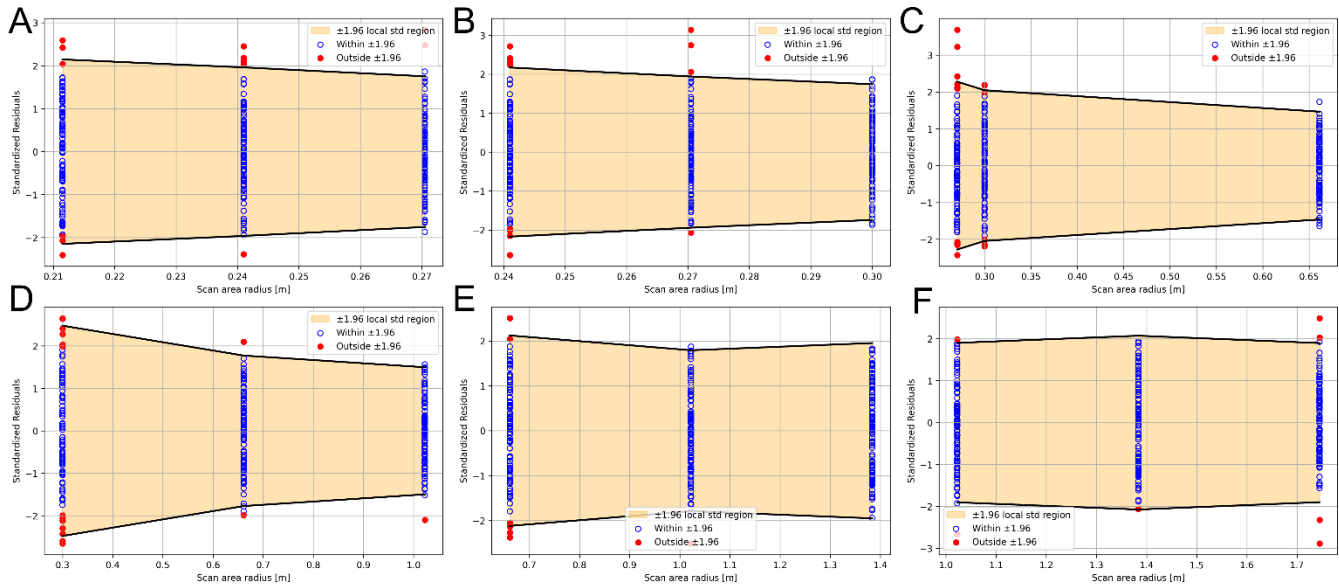 A
±1.96 local std region
Within ±1.96
Outside ±1.96
Standardized Residuals
3
2
1
0
−1
−2
0.21
0.22
0.23
0.24
0.25
0.26
0.27
Scan area radius [m]
B
±1.96 local std region
Within ±1.96
Outside ±1.96
Standardized Residuals
3
2
1
0
−1
−2
0.24
0.25
0.26
0.27
0.28
0.29
0.30
Scan area radius [m]
C
±1.96 local std region
Within ±1.96
Outside ±1.96
Standardized Residuals
3
2
1
0
−1
−2
0.30
0.35
0.40
0.45
0.50
0.55
0.60
0.65
Scan area radius [m]
D
±1.96 local std region
Within ±1.96
Outside ±1.96
Standardized Residuals
2
1
0
−1
−2
0.3
0.4
0.5
0.6
0.7
0.8
0.9
1.0
Scan area radius [m]
E
Standardized Residuals
2
1
0
−1
−2
±1.96 local std region
Within ±1.96
Outside ±1.96
0.7
0.8
0.9
1.0
1.1
1.2
1.3
1.4
Scan area radius [m]
F
Standardized Residuals
2
1
0
−1
−2
−3
±1.96 local std region
Within ±1.96
Outside ±1.96
1.0
1.1
1.2
1.3
1.4
1.5
1.6
1.7
Scan area radius [m]